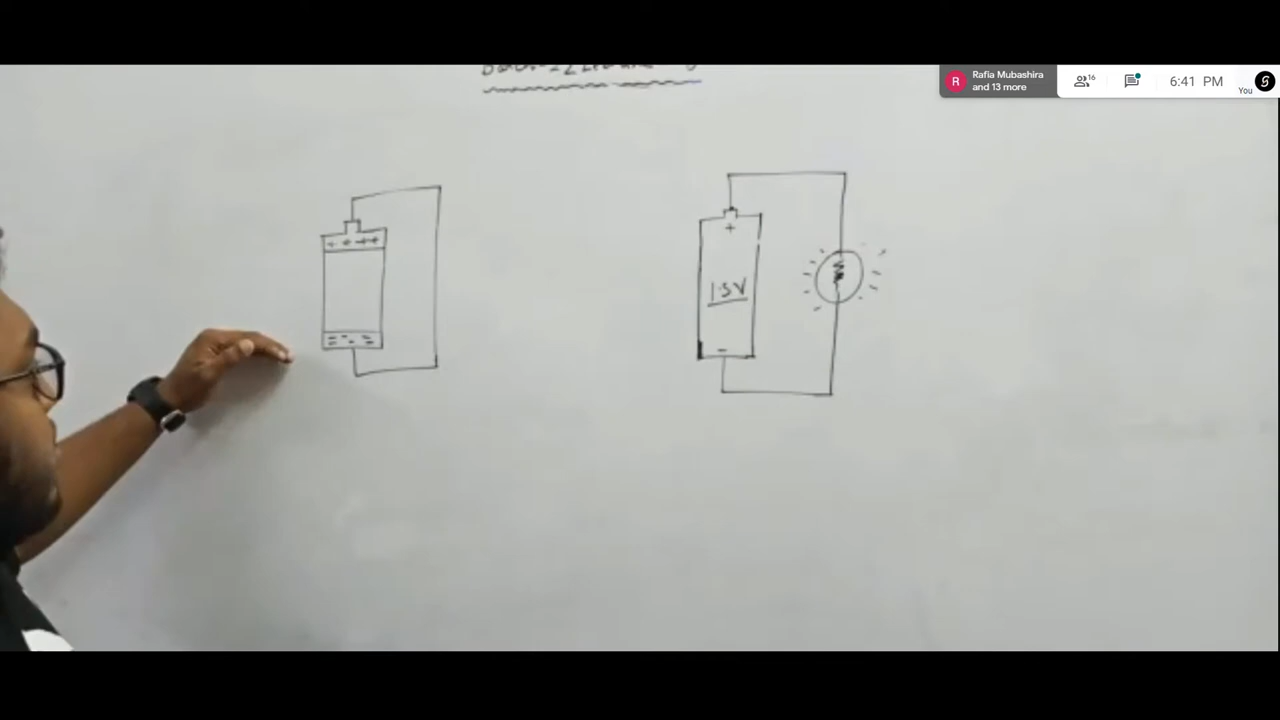 R
Rafia Mubashira
and 13 more
16
6:41 PM
You
+ + ++
+
1.5V
-